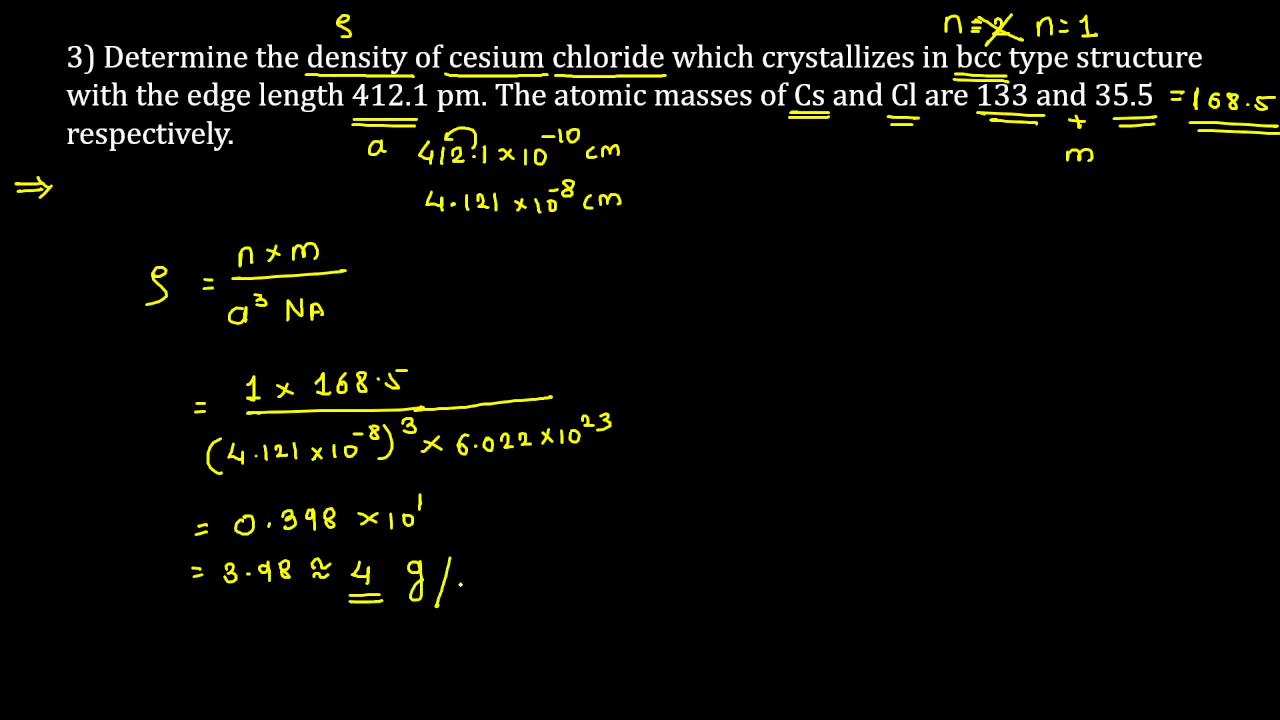 ρ n=2 n=1
3) Determine the density of cesium chloride which crystallizes in bcc type structure
with the edge length 412.1 pm. The atomic masses of Cs and Cl are 133 and 35.5 =168.5
respectively. a + m
412.1×10⁻¹⁰ cm
⇒
4.121×10⁻⁸ cm
ρ = n×m / a³ NA
= 1 × 168.5 / (4.121×10⁻⁸)³ × 6.022×10²³
= 0.398 ×10¹
= 3.98 ≈ 4 g/.